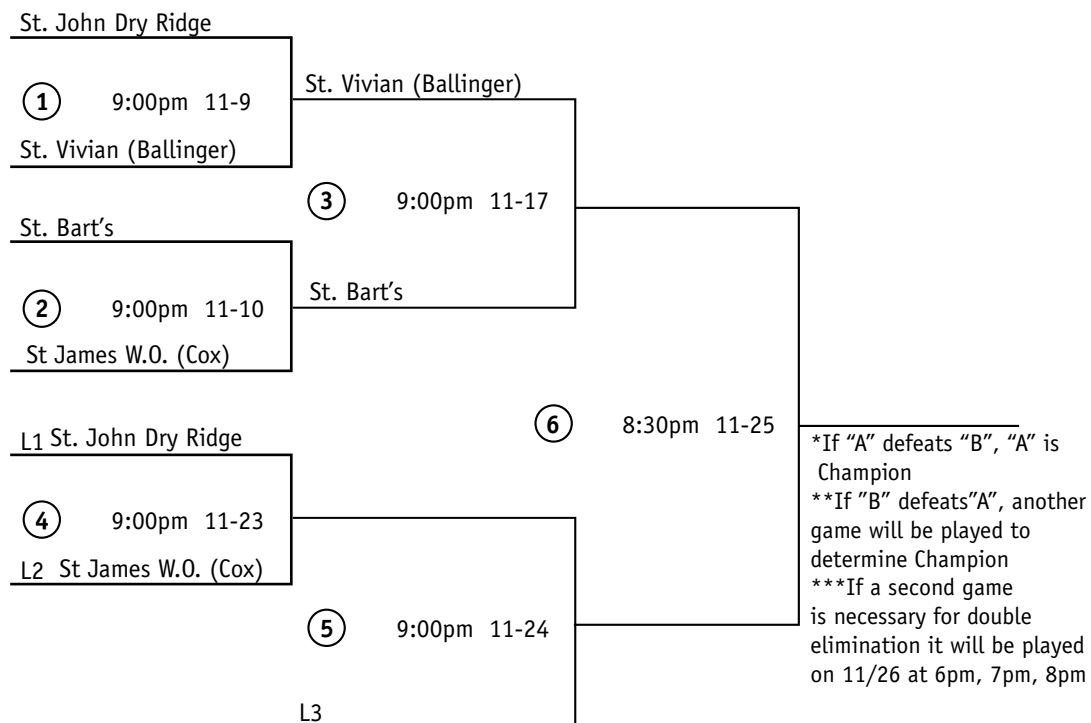 St. John Dry Ridge
1 9:00pm 11-9
St. Vivian (Ballinger)
St. Vivian (Ballinger)
3 9:00pm 11-17
St. Bart's
2 9:00pm 11-10
St James W.O. (Cox)
St. Bart's
6 8:30pm 11-25
L1 St. John Dry Ridge
4 9:00pm 11-23
L2 St James W.O. (Cox)
5 9:00pm 11-24
L3
*If “A” defeats “B”, “A” is
Champion
**If ”B” defeats”A”, another
game will be played to
determine Champion
***If a second game
is necessary for double
elimination it will be played
on 11/26 at 6pm, 7pm, 8pm